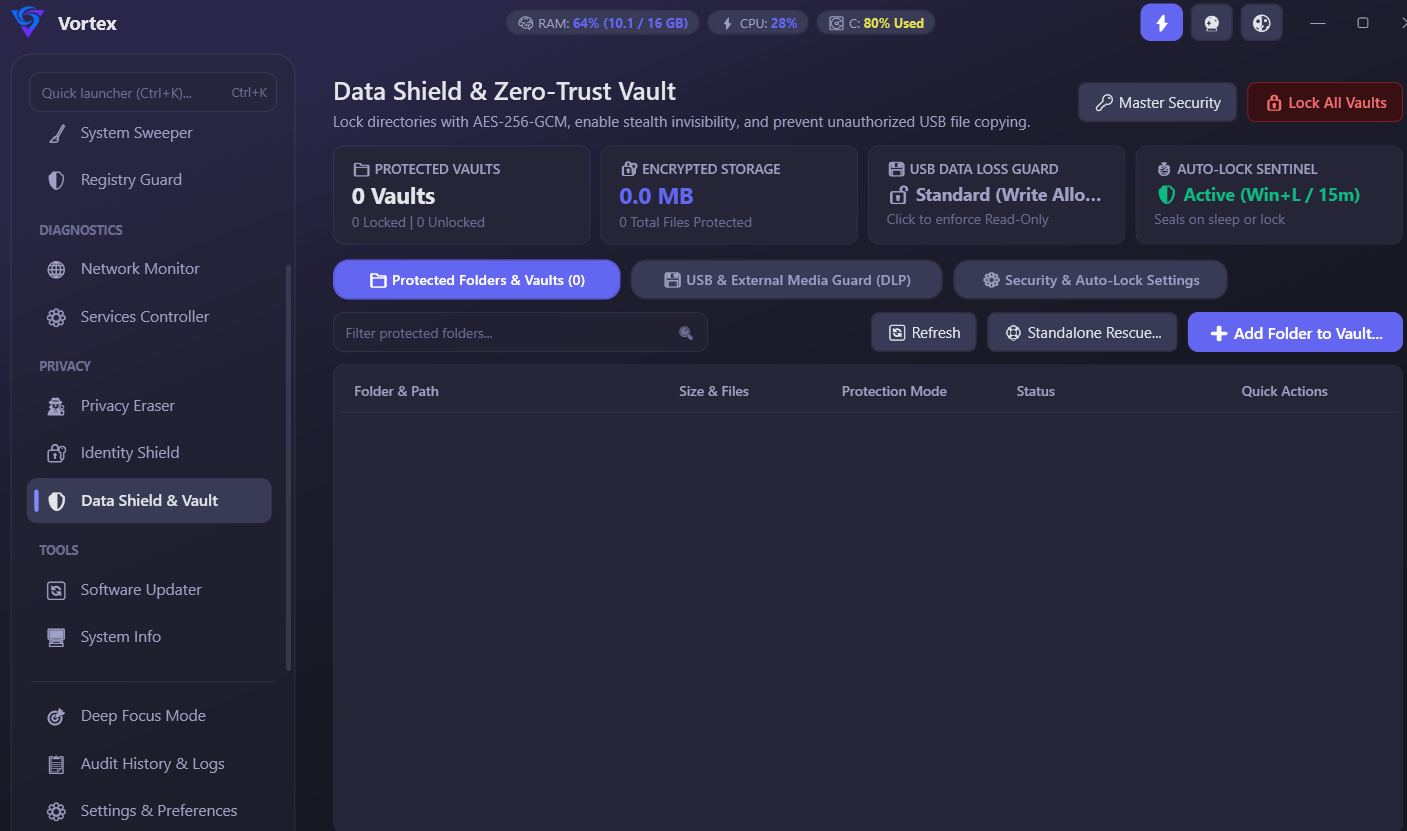 Vortex
RAM: 64% (10.1 / 16 GB)
CPU: 28%
C: 80% Used
Quick launcher (Ctrl+K)...
Ctrl+K
System Sweeper
Registry Guard
DIAGNOSTICS
Network Monitor
Services Controller
PRIVACY
Privacy Eraser
Identity Shield
Data Shield & Vault
TOOLS
Software Updater
System Info
Deep Focus Mode
Audit History & Logs
Settings & Preferences
Data Shield & Zero-Trust Vault
Lock directories with AES-256-GCM, enable stealth invisibility, and prevent unauthorized USB file copying.
Master Security
Lock All Vaults
PROTECTED VAULTS
0 Vaults
0 Locked | 0 Unlocked
ENCRYPTED STORAGE
0.0 MB
0 Total Files Protected
USB DATA LOSS GUARD
Standard (Write Allo...
Click to enforce Read-Only
AUTO-LOCK SENTINEL
Active (Win+L / 15m)
Seals on sleep or lock
Protected Folders & Vaults (0)
USB & External Media Guard (DLP)
Security & Auto-Lock Settings
Filter protected folders...
Refresh
Standalone Rescue...
Add Folder to Vault...
Folder & Path
Size & Files
Protection Mode
Status
Quick Actions